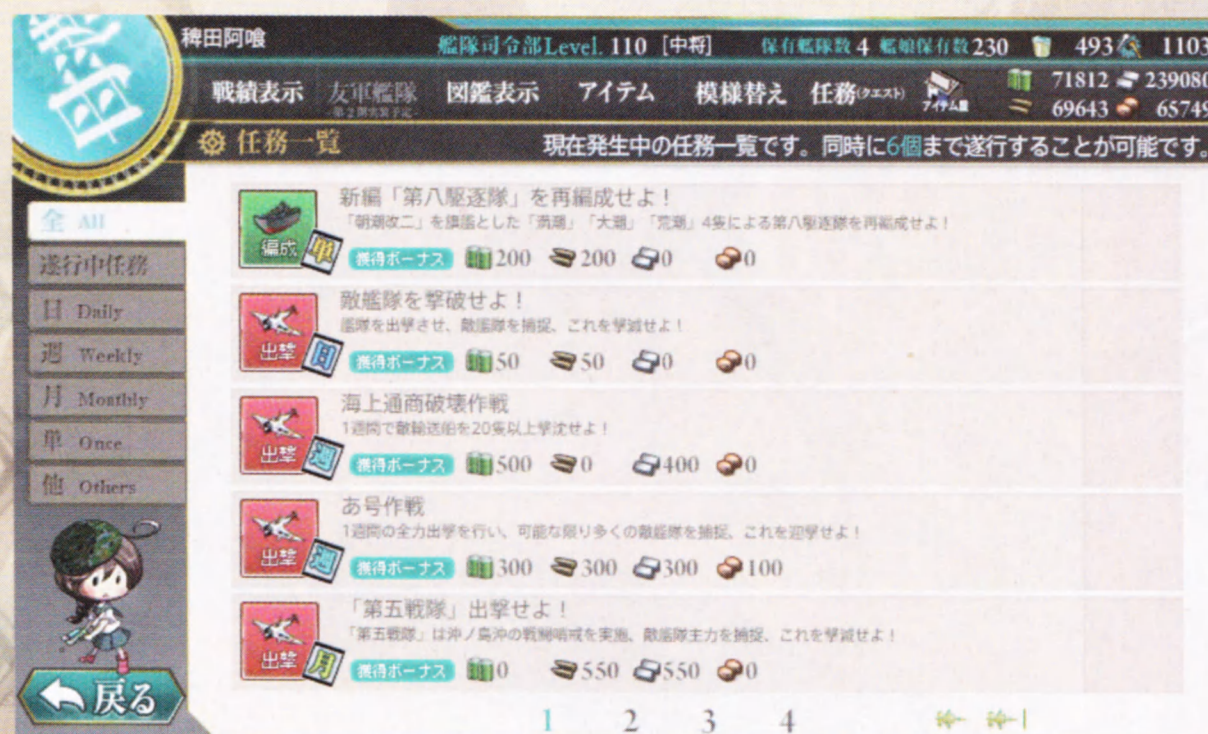 稗田阿喰 艦隊司令部Level. 110 [中将] 保有艦隊数 4 艦娘保有数 230 493 1103
戦績表示 友軍艦隊 図鑑表示 アイテム 模様替え 任務(クエスト) アイテム屋 71812 239080
69643 65749
任務一覧 現在発生中の任務一覧です。同時に6個まで遂行することが可能です。
全 All
遂行中任務
日 Daily
週 Weekly
月 Monthly
単 Once
他 Others
戻る
新編「第八駆逐隊」を再編成せよ!
「朝潮改二」を旗艦とした「満潮」「大潮」「荒潮」4隻による第八駆逐隊を再編成せよ!
編成 単 獲得ボーナス 200 200 0 0
敵艦隊を撃破せよ!
艦隊を出撃させ、敵艦隊を捕捉、これを撃滅せよ!
出撃 日 獲得ボーナス 50 50 0 0
海上通商破壊作戦
1週間で敵輸送船を20隻以上撃沈せよ!
出撃 週 獲得ボーナス 500 0 400 0
あ号作戦
1週間の全力出撃を行い、可能な限り多くの敵艦隊を捕捉、これを迎撃せよ!
出撃 週 獲得ボーナス 300 300 300 100
「第五戦隊」出撃せよ!
「第五戦隊」は沖ノ島沖の戦闘哨戒を実施、敵艦隊主力を捕捉、これを撃滅せよ!
出撃 月 獲得ボーナス 0 550 550 0
1 2 3 4